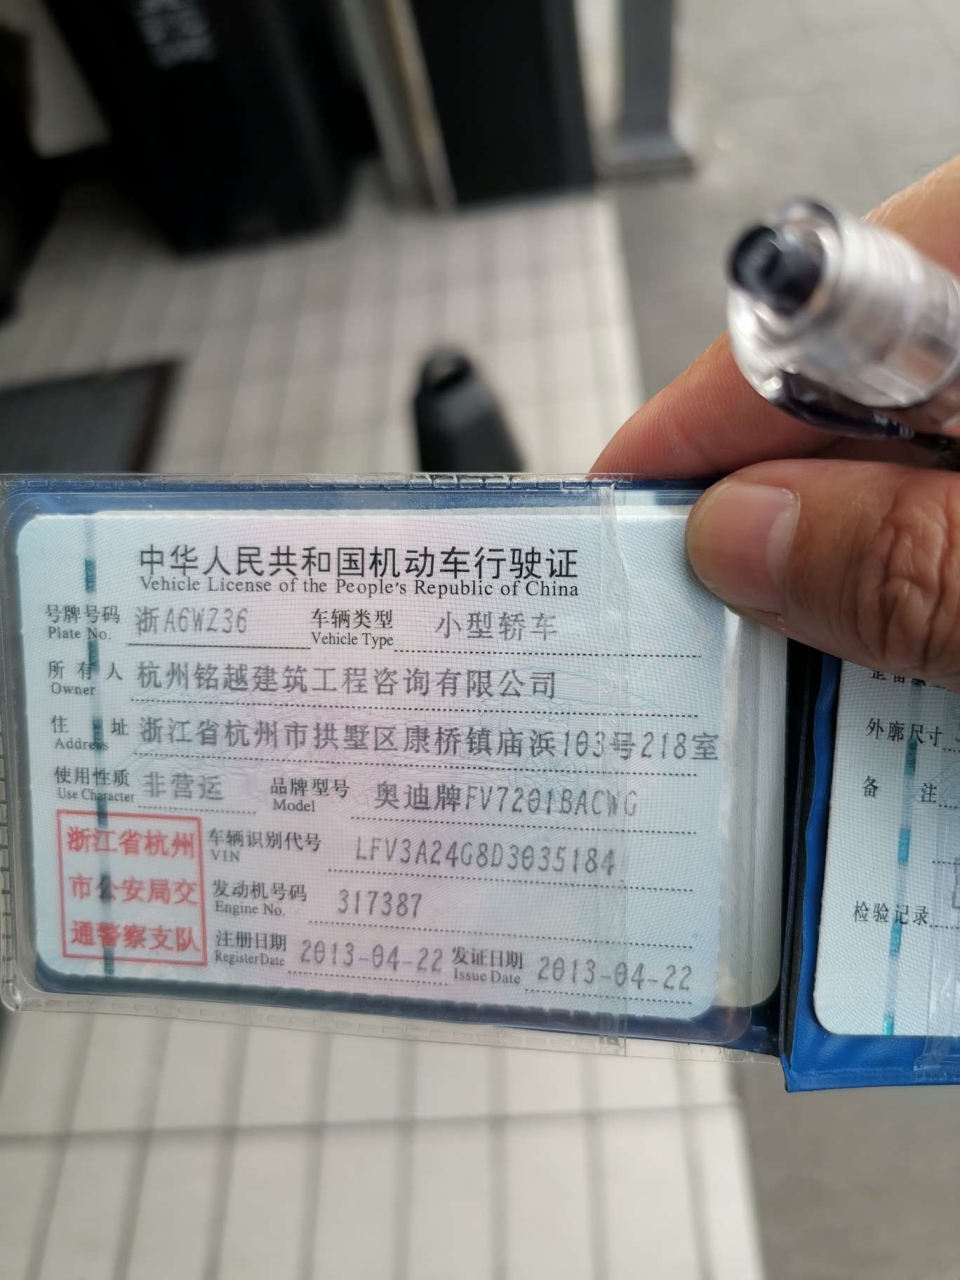 中华人民共和国机动车行驶证
Vehicle License of the People's Republic of China
号牌号码 浙A6WZ36 车辆类型 小型轿车
Plate No. Vehicle Type
所有人 杭州铭越建筑工程咨询有限公司
Owner
住址 浙江省杭州市拱墅区康桥镇庙浜103号218室
Address
使用性质 非营运 品牌型号 奥迪牌FV7201BACWG
Use Character Model
浙江省杭州
市公安局交
通警察支队
车辆识别代号 LFV3A24G8D3035184
VIN
发动机号码 317387
Engine No.
注册日期 2013-04-22 发证日期 2013-04-22
Register Date Issue Date
外廓尺寸
备注
检验记录